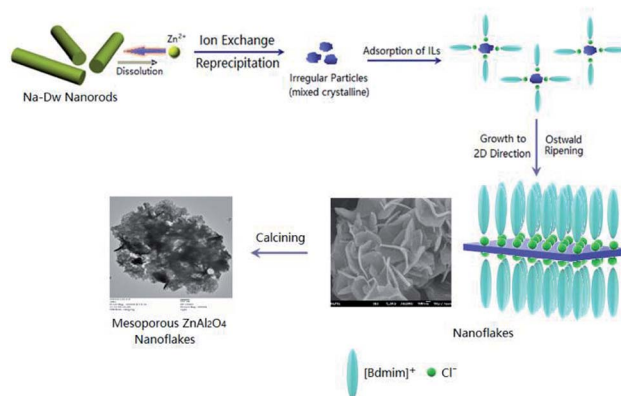 Zn²⁺
Ion Exchange
Reprecipitation
Dissolution
Na-Dw Nanorods
Irregular Particles
(mixed crystalline)
Adsorption of ILs
Growth to
2D Direction
Ostwald
Ripening
Calcining
Mesoporous ZnAl2O4
Nanoflakes
Nanoflakes
[Bdmim]⁺
Cl⁻